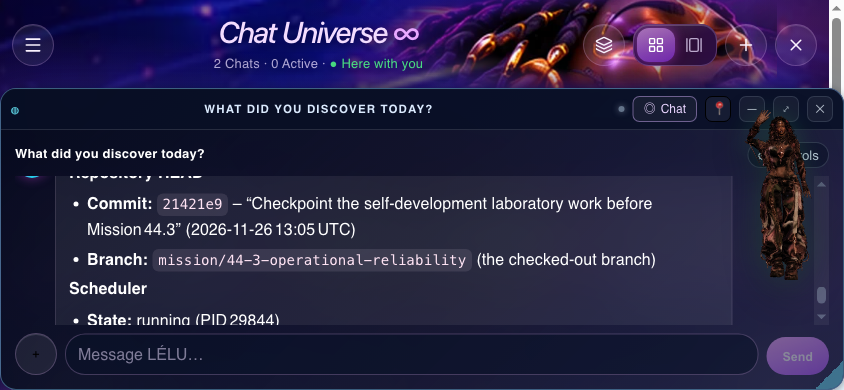 Chat Universe ∞
2 Chats · 0 Active · ● Here with you
WHAT DID YOU DISCOVER TODAY?
Chat
What did you discover today?
Repository HEAD
• Commit: 21421e9 – “Checkpoint the self-development laboratory work before
Mission 44.3” (2026-11-26 13:05 UTC)
• Branch: mission/44-3-operational-reliability (the checked-out branch)
Scheduler
• State: running (PID 29844)
Message LÉLU…
Send